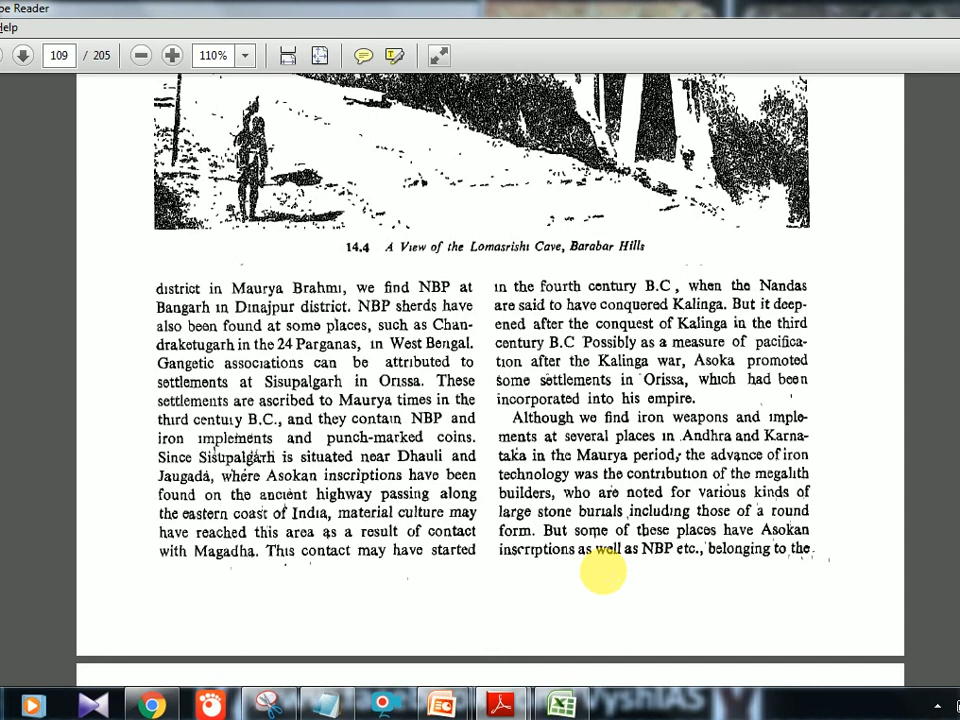 be Reader
Help
109 / 205 110%
14.4 A View of the Lomasrishi Cave, Barabar Hills
district in Maurya Brahmi, we find NBP at
Bangarh in Dinajpur district. NBP sherds have
also been found at some places, such as Chan-
draketugarh in the 24 Parganas, in West Bengal.
Gangetic associations can be attributed to
settlements at Sisupalgarh in Orissa. These
settlements are ascribed to Maurya times in the
third century B.C., and they contain NBP and
iron implements and punch-marked coins.
Since Sisupalgarh is situated near Dhauli and
Jaugada, where Asokan inscriptions have been
found on the ancient highway passing along
the eastern coast of India, material culture may
have reached this area as a result of contact
with Magadha. This contact may have started
in the fourth century B.C, when the Nandas
are said to have conquered Kalinga. But it deep-
ened after the conquest of Kalinga in the third
century B.C Possibly as a measure of pacifica-
tion after the Kalinga war, Asoka promoted
some settlements in Orissa, which had been
incorporated into his empire.
Although we find iron weapons and imple-
ments at several places in Andhra and Karna-
taka in the Maurya period, the advance of iron
technology was the contribution of the megalith
builders, who are noted for various kinds of
large stone burials including those of a round
form. But some of these places have Asokan
inscriptions as well as NBP etc., belonging to the
VyshIAS